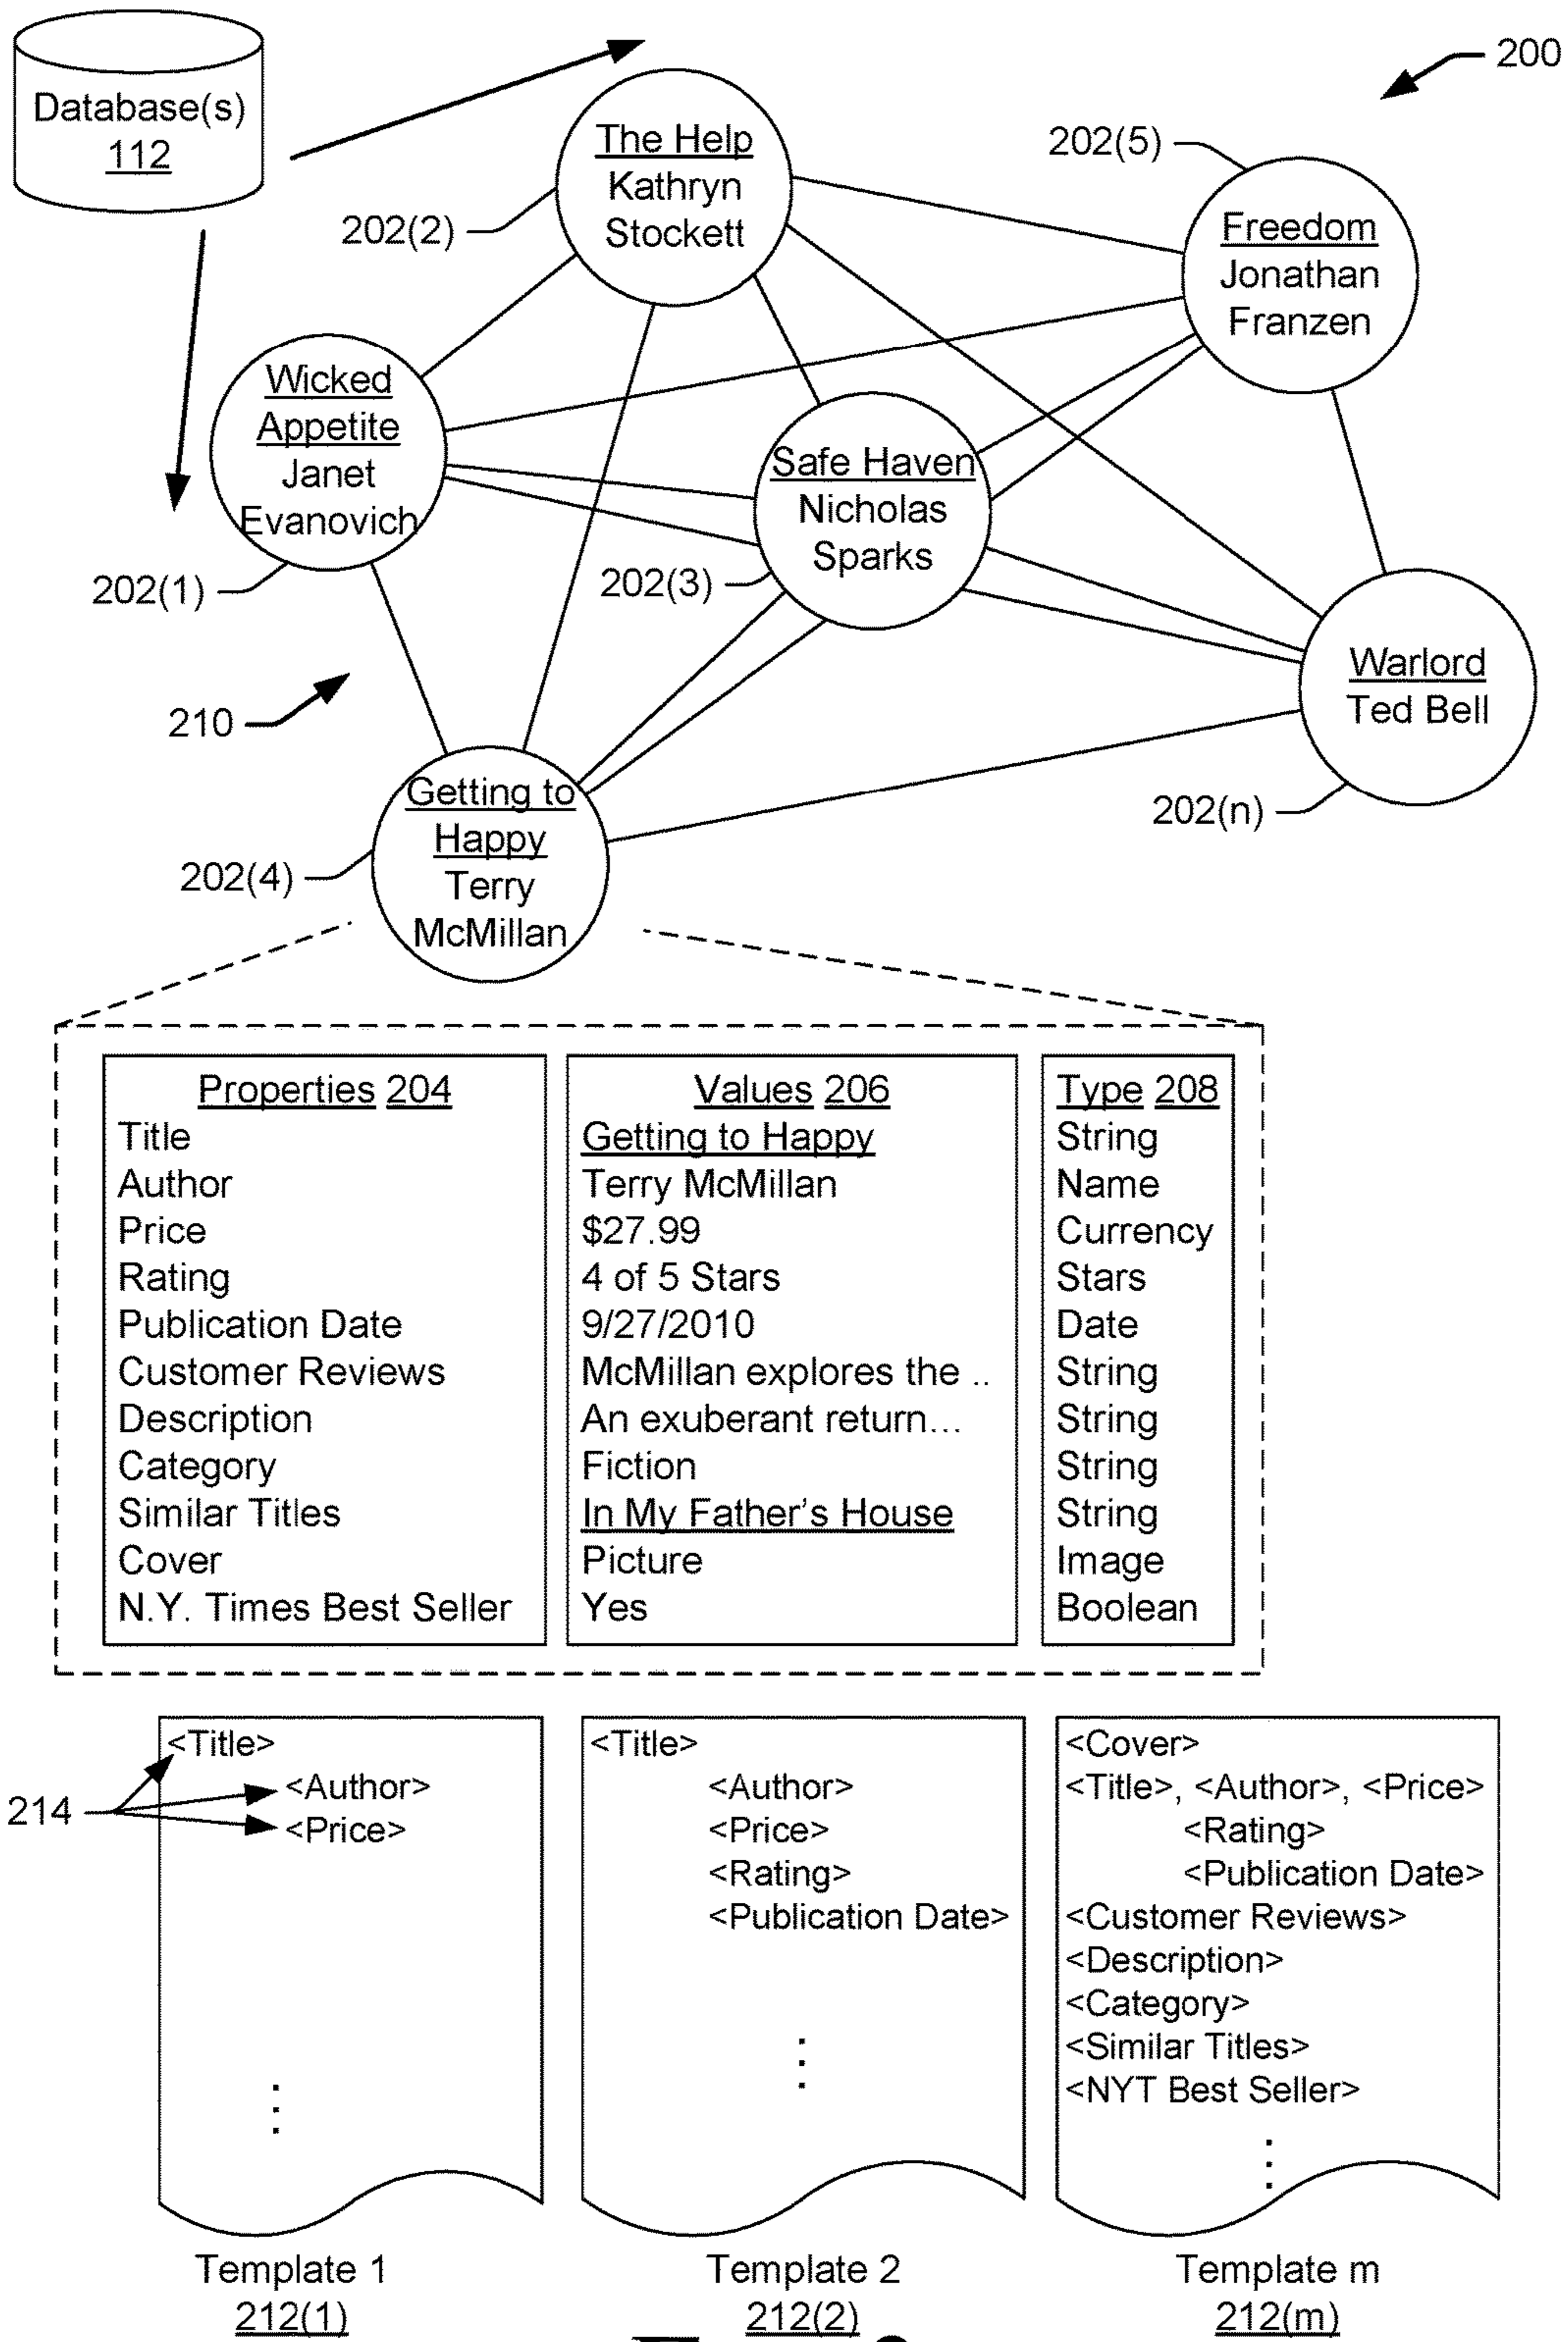 Database(s)
112
200
The Help
Kathryn
Stockett
202(2)
202(5)
Freedom
Jonathan
Franzen
Wicked
Appetite
Janet
Evanovich
202(1)
Safe Haven
Nicholas
Sparks
202(3)
210
Warlord
Ted Bell
202(n)
Getting to
Happy
Terry
McMillan
202(4)
Properties 204
Title
Author
Price
Rating
Publication Date
Customer Reviews
Description
Category
Similar Titles
Cover
N.Y. Times Best Seller
Values 206
Getting to Happy
Terry McMillan
$27.99
4 of 5 Stars
9/27/2010
McMillan explores the ..
An exuberant return...
Fiction
In My Father's House
Picture
Yes
Type 208
String
Name
Currency
Stars
Date
String
String
String
String
Image
Boolean
214
<Title>
<Author>
<Price>
Template 1
212(1)
<Title>
<Author>
<Price>
<Rating>
<Publication Date>
Template 2
212(2)
<Cover>
<Title>, <Author>, <Price>
<Rating>
<Publication Date>
<Customer Reviews>
<Description>
<Category>
<Similar Titles>
<NYT Best Seller>
Template m
212(m)